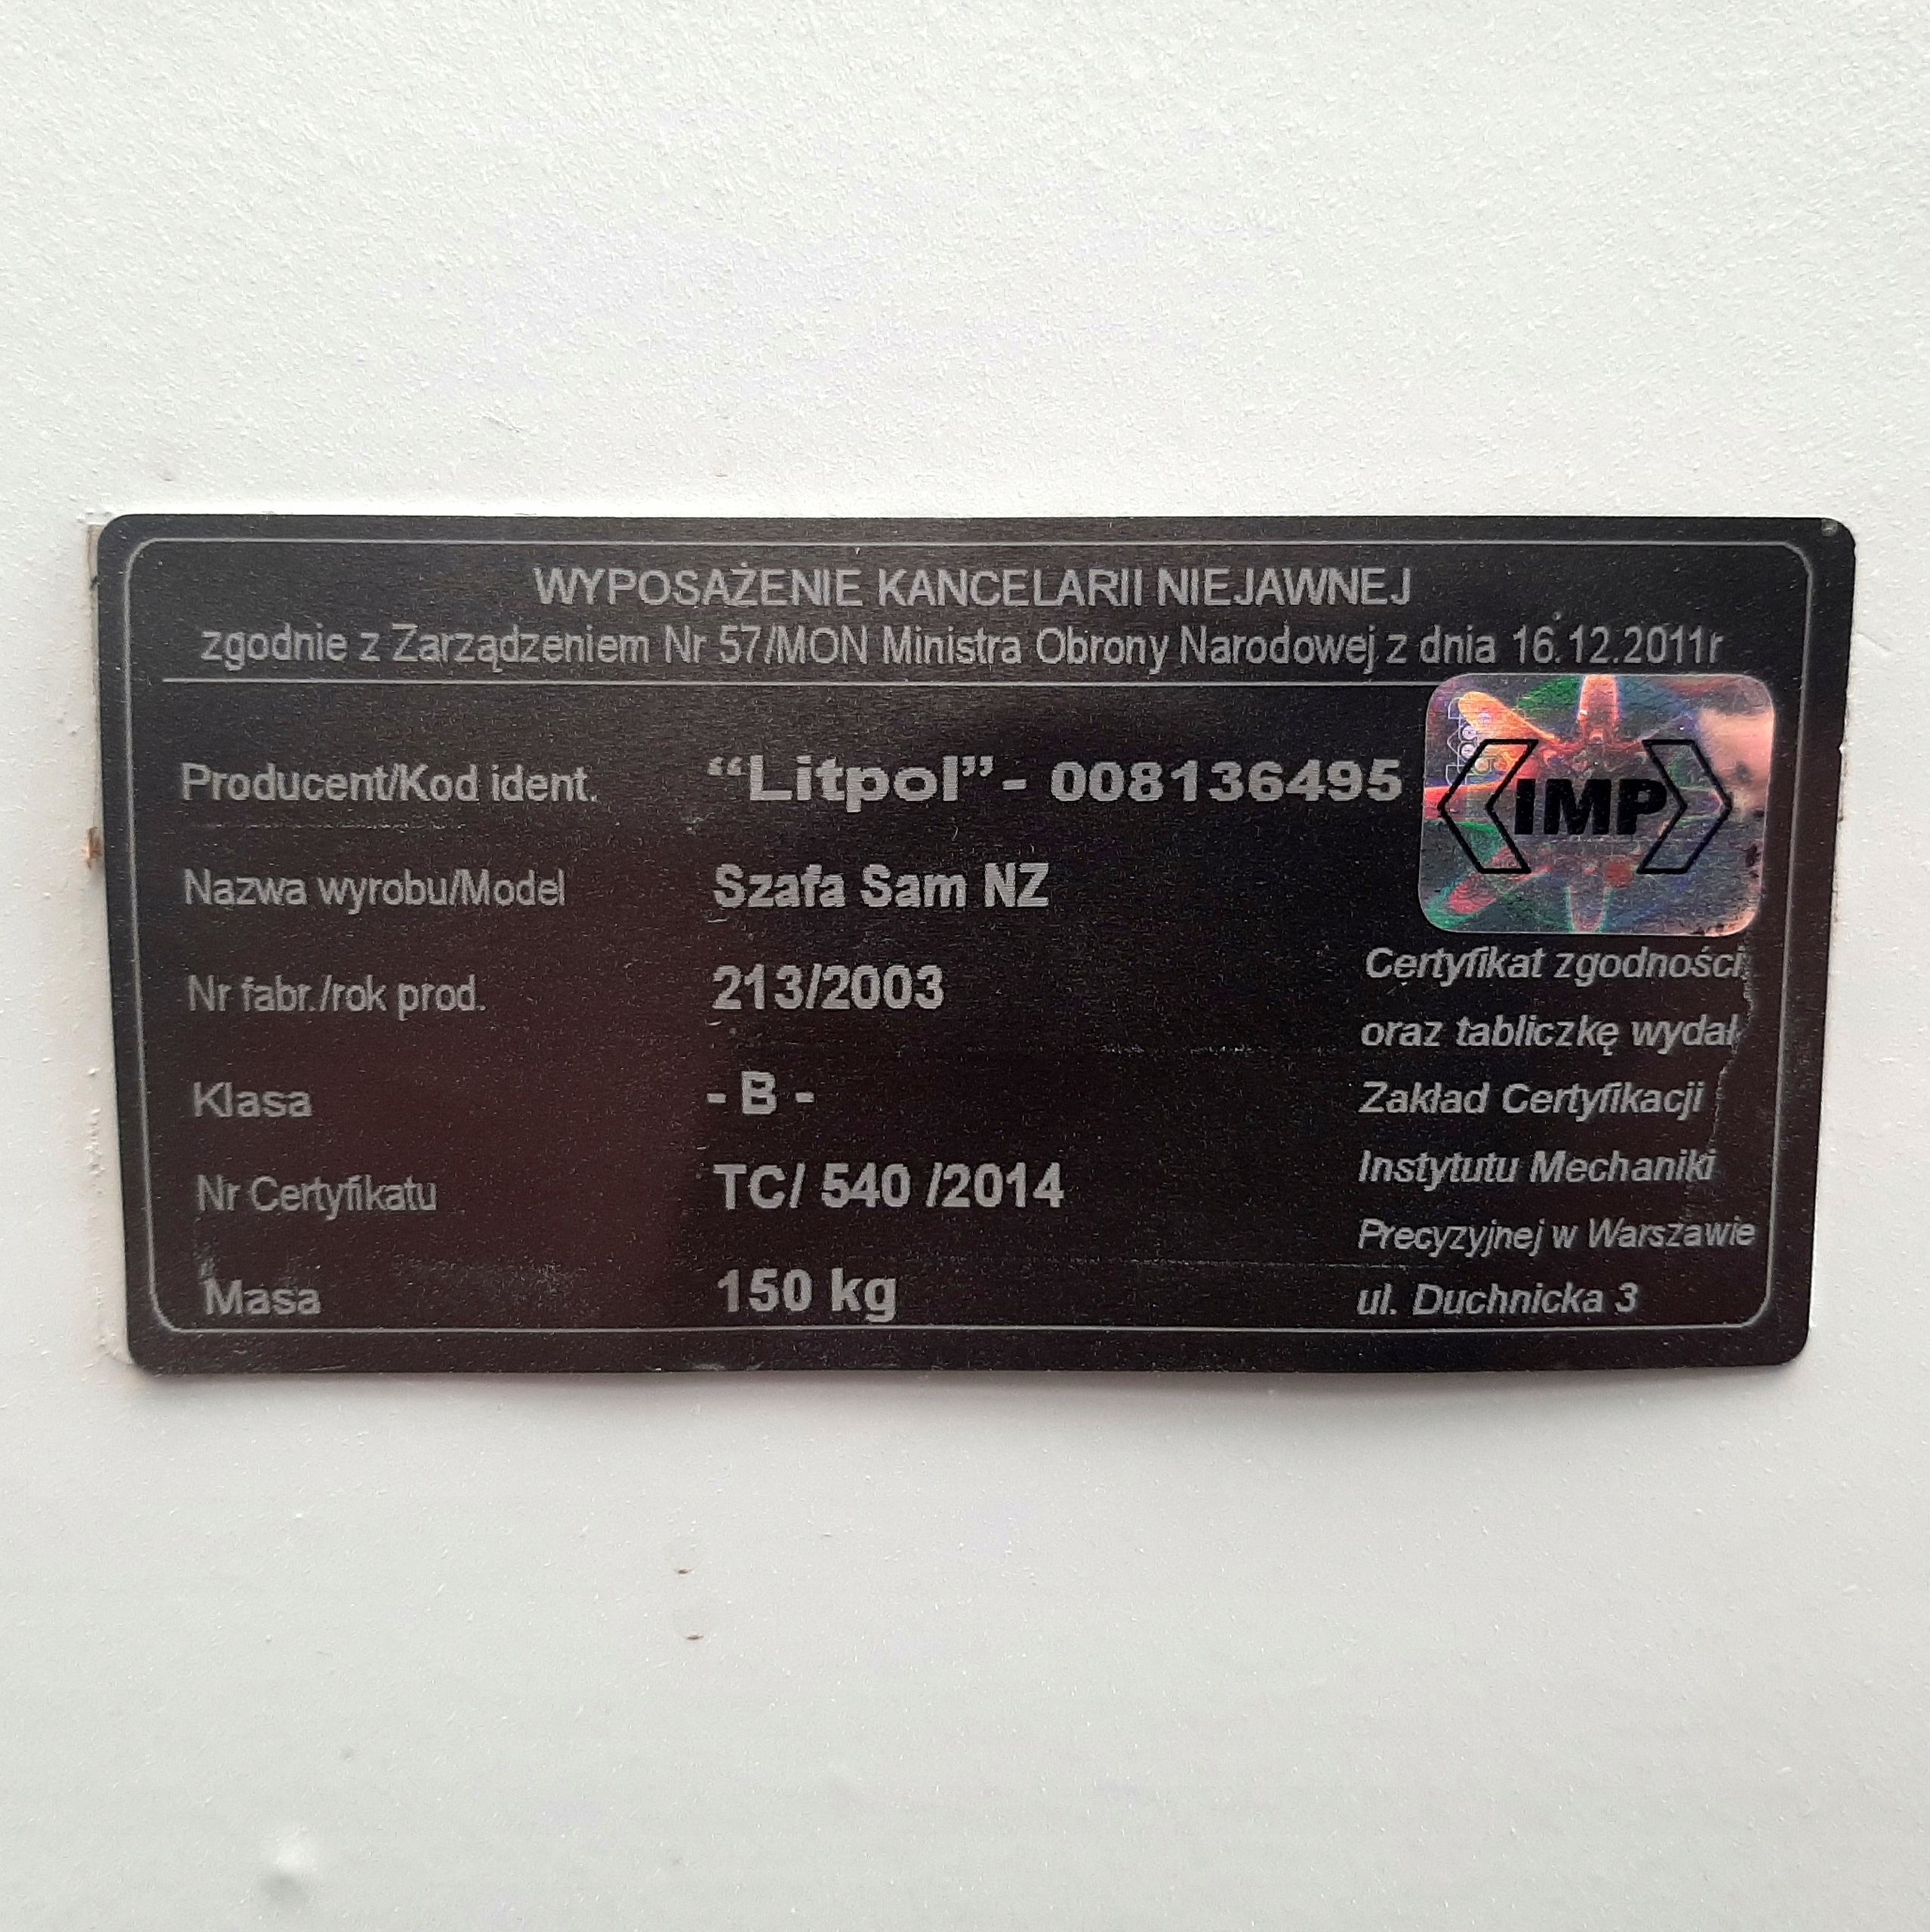 WYPOSAŻENIE KANCELARII NIEJAWNEJ
zgodnie z Zarządzeniem Nr 57/MON Ministra Obrony Narodowej z dnia 16.12.2011r
Producent/Kod ident. “Litpol” - 008136495
IMP
Nazwa wyrobu/Model Szafa Sam NZ
Nr fabr./rok prod. 213/2003
Klasa - B -
Nr Certyfikatu TC/ 540 /2014
Masa 150 kg
Certyfikat zgodności
oraz tabliczkę wydał
Zakład Certyfikacji
Instytutu Mechaniki
Precyzyjnej w Warszawie
ul. Duchnicka 3